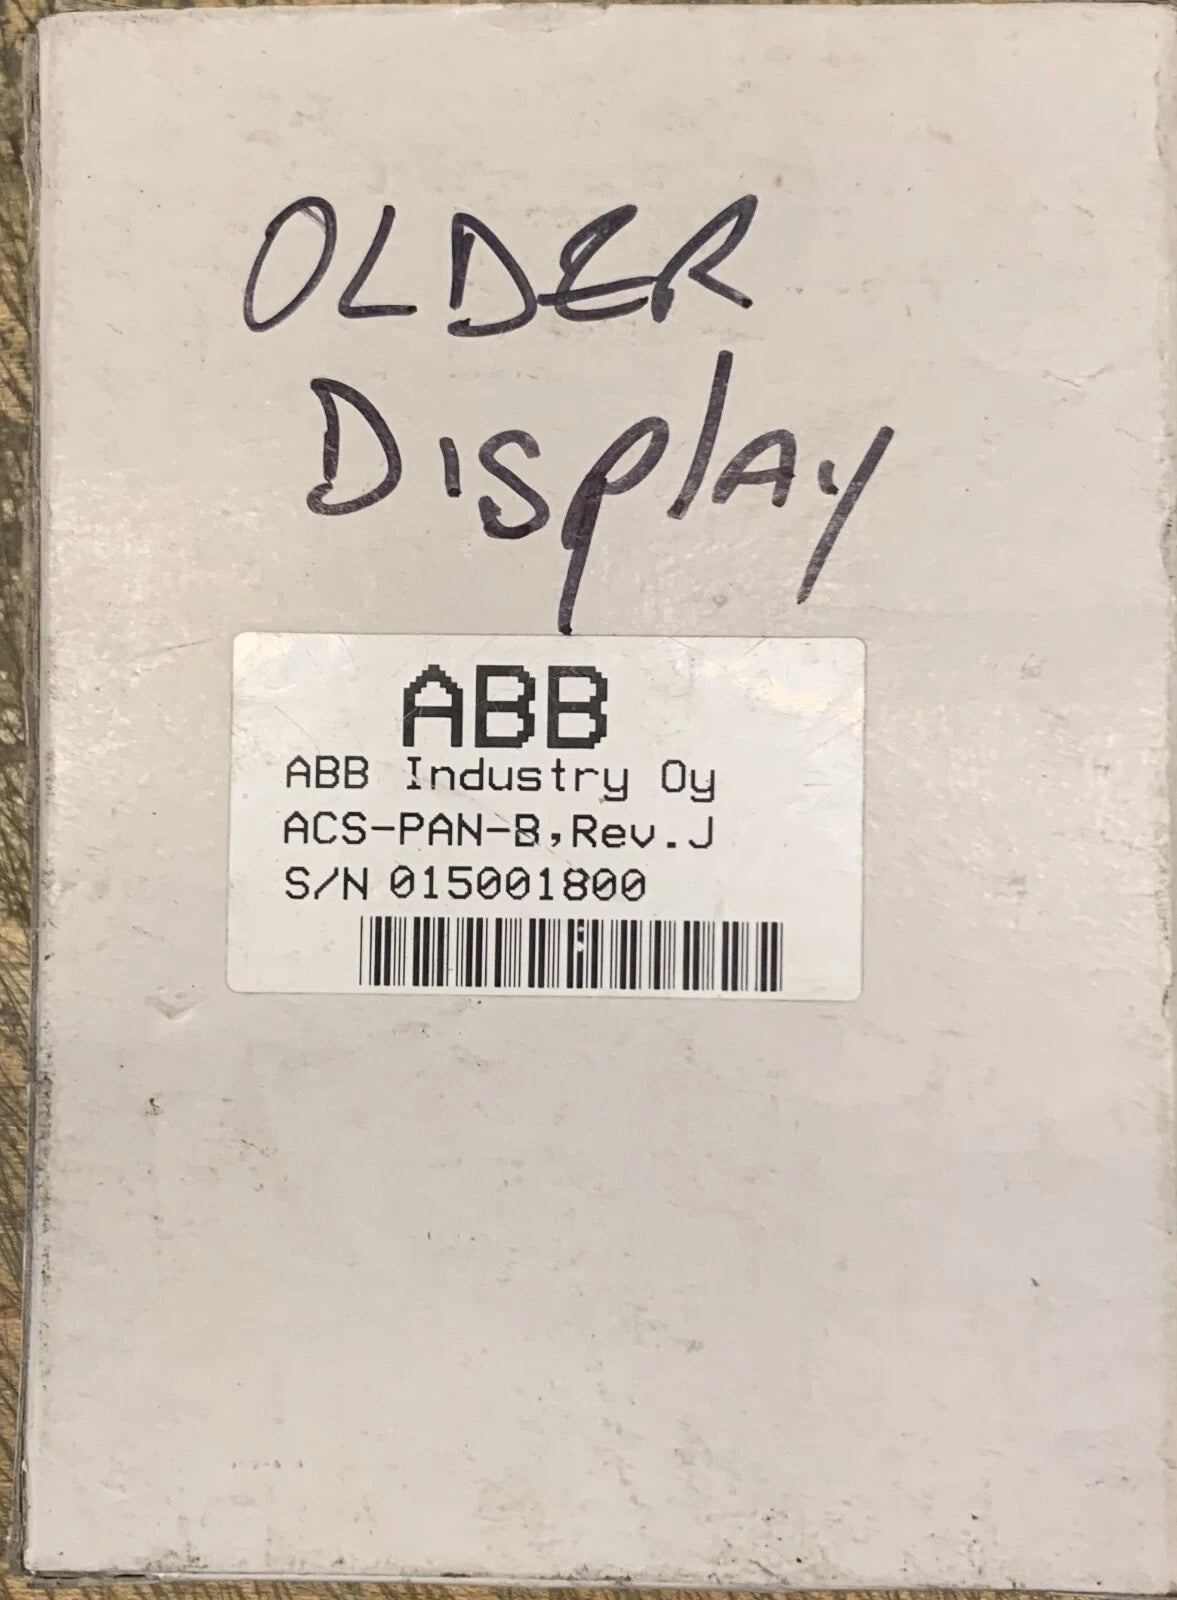 OLDER
DISplAy
ABB
ABB Industry Oy
ACS-PAN-B,Rev.J
S/N 015001800